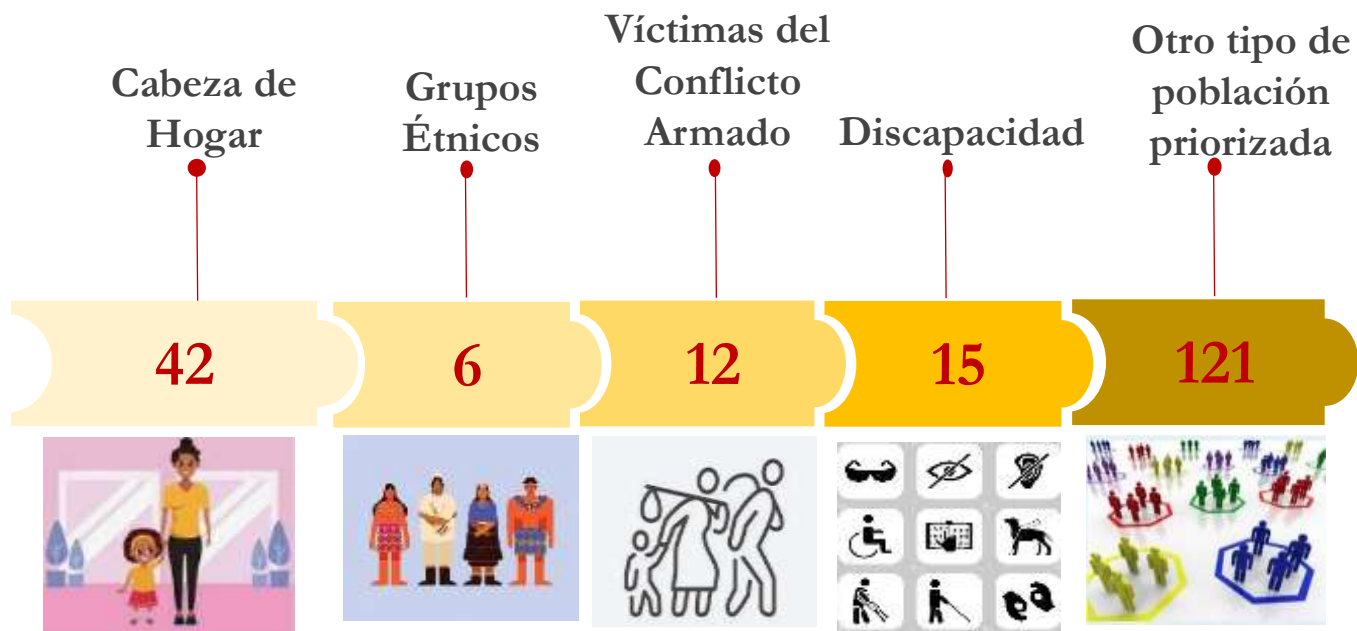 Cabeza de
Hogar
Grupos
Étnicos
Víctimas del
Conflicto
Armado
Discapacidad
Otro tipo de
población
priorizada
42
6
12
15
121